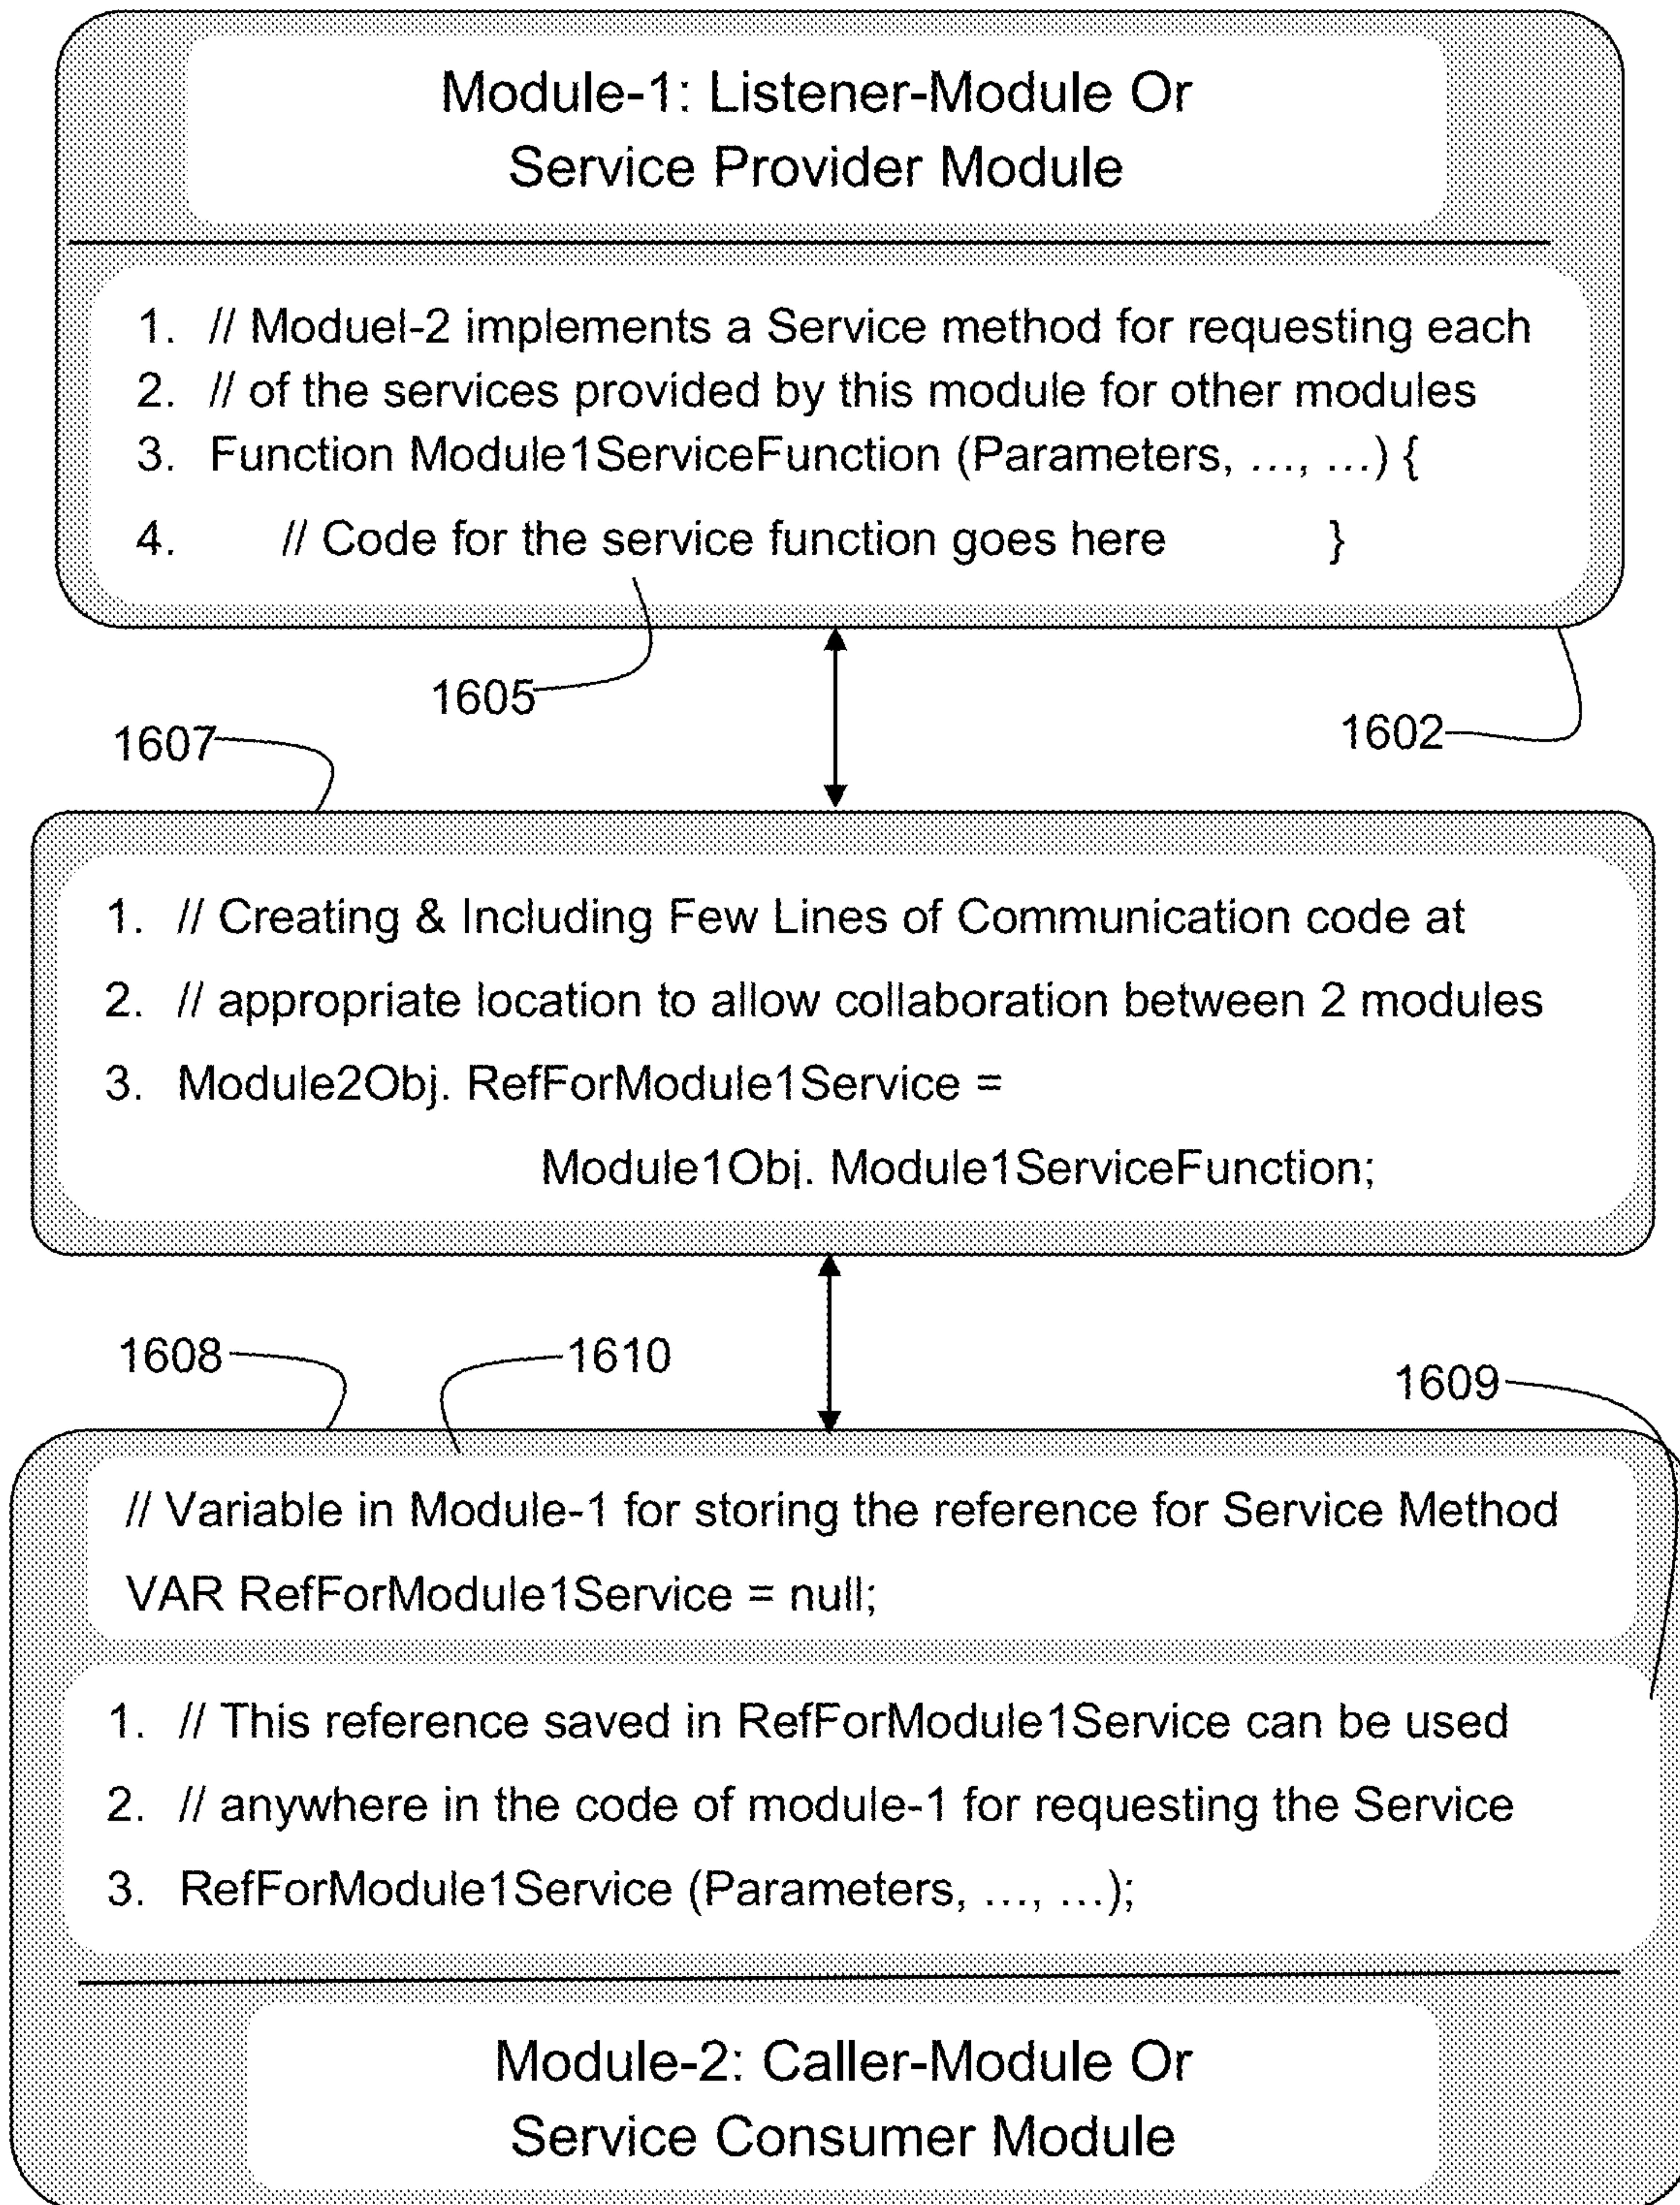 Module-1: Listener-Module Or
Service Provider Module
1. // Moduel-2 implements a Service method for requesting each
2. // of the services provided by this module for other modules
3. Function Module1ServiceFunction (Parameters, …, …) {
4. // Code for the service function goes here }
1605
1602
1607
1. // Creating & Including Few Lines of Communication code at
2. // appropriate location to allow collaboration between 2 modules
3. Module2Obj. RefForModule1Service =
Module1Obj. Module1ServiceFunction;
1608
1610
1609
// Variable in Module-1 for storing the reference for Service Method
VAR RefForModule1Service = null;
1. // This reference saved in RefForModule1Service can be used
2. // anywhere in the code of module-1 for requesting the Service
3. RefForModule1Service (Parameters, …, …);
Module-2: Caller-Module Or
Service Consumer Module